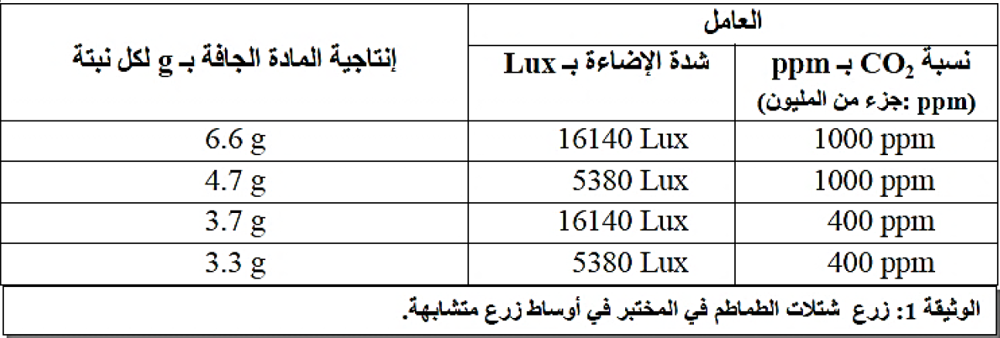 العامل
نسبة CO₂ بـ ppm
(ppm :جزء من المليون)
شدة الإضاءة بـ Lux
إنتاجية المادة الجافة بـ g لكل نبتة
1000 ppm 16140 Lux 6.6 g
1000 ppm 5380 Lux 4.7 g
400 ppm 16140 Lux 3.7 g
400 ppm 5380 Lux 3.3 g
الوثيقة 1: زرع شتلات الطماطم في المختبر في أوساط زرع متشابهة.